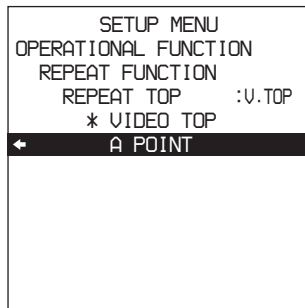 SETUP MENU
OPERATIONAL FUNCTION
REPEAT FUNCTION
REPEAT TOP :V.TOP
* VIDEO TOP
← A POINT